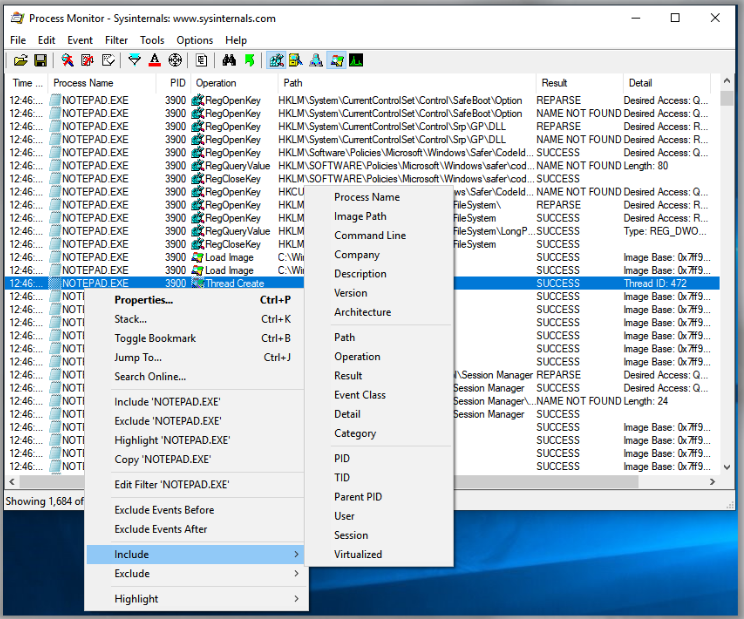 Process Monitor - Sysinternals: www.sysinternals.com
File Edit Event Filter Tools Options Help
Time ... Process Name PID Operation Path Result Detail
12:46:... NOTEPAD.EXE 3900 RegOpenKey HKLM\System\CurrentControlSet\Control\SafeBoot\Option REPARSE Desired Access: Q...
12:46:... NOTEPAD.EXE 3900 RegOpenKey HKLM\System\CurrentControlSet\Control\SafeBoot\Option NAME NOT FOUND Desired Access: Q...
12:46:... NOTEPAD.EXE 3900 RegOpenKey HKLM\System\CurrentControlSet\Control\Srp\GP\DLL REPARSE Desired Access: R...
12:46:... NOTEPAD.EXE 3900 RegOpenKey HKLM\System\CurrentControlSet\Control\Srp\GP\DLL NAME NOT FOUND Desired Access: R...
12:46:... NOTEPAD.EXE 3900 RegOpenKey HKLM\Software\Policies\Microsoft\Windows\Safer\CodeId... SUCCESS Desired Access: Q...
12:46:... NOTEPAD.EXE 3900 RegQueryValue HKLM\SOFTWARE\Policies\Microsoft\Windows\safer\cod... NAME NOT FOUND Length: 80
12:46:... NOTEPAD.EXE 3900 RegCloseKey HKLM\SOFTWARE\Policies\Microsoft\Windows\safer\cod... SUCCESS
12:46:... NOTEPAD.EXE 3900 RegOpenKey HKCU ws\Safer\CodeId... NAME NOT FOUND Desired Access: Q...
12:46:... NOTEPAD.EXE 3900 RegOpenKey HKLM FileSystem\ REPARSE Desired Access: R...
12:46:... NOTEPAD.EXE 3900 RegOpenKey HKLM FileSystem SUCCESS Desired Access: R...
12:46:... NOTEPAD.EXE 3900 RegQueryValue HKLM FileSystem\LongP... SUCCESS Type: REG_DWO...
12:46:... NOTEPAD.EXE 3900 RegCloseKey HKLM FileSystem SUCCESS
12:46:... NOTEPAD.EXE 3900 Load Image C:\Win SUCCESS Image Base: 0x7ff9...
12:46:... NOTEPAD.EXE 3900 Load Image C:\Win SUCCESS Image Base: 0x7ff9...
12:46:... NOTEPAD.EXE 3900 Thread Create SUCCESS Thread ID: 472
12:46:... NOTE SUCCESS Image Base: 0x7ff9...
12:46:... NOTE SUCCESS Image Base: 0x7ff9...
12:46:... NOTE SUCCESS Image Base: 0x7ff9...
12:46:... NOTE SUCCESS Image Base: 0x7ff9...
12:46:... NOTE SUCCESS Image Base: 0x7ff9...
12:46:... NOTE SUCCESS Image Base: 0x7ff9...
12:46:... NOTE \Session Manager REPARSE Desired Access: Q...
12:46:... NOTE Session Manager SUCCESS Desired Access: Q...
12:46:... NOTE Session Manager\... NAME NOT FOUND Length: 24
12:46:... NOTE Session Manager SUCCESS
12:46:... NOTE SUCCESS Image Base: 0x7ff9...
12:46:... NOTE SUCCESS Image Base: 0x7ff9...
12:46:... NOTE SUCCESS Image Base: 0x7ff9...
12:46:... NOTE SUCCESS Image Base: 0x7ff9...
Showing 1,684 of
Properties... Ctrl+P
Stack... Ctrl+K
Toggle Bookmark Ctrl+B
Jump To... Ctrl+J
Search Online...
Include 'NOTEPAD.EXE'
Exclude 'NOTEPAD.EXE'
Highlight 'NOTEPAD.EXE'
Copy 'NOTEPAD.EXE'
Edit Filter 'NOTEPAD.EXE'
Exclude Events Before
Exclude Events After
Include
Exclude
Highlight
Process Name
Image Path
Command Line
Company
Description
Version
Architecture
Path
Operation
Result
Event Class
Detail
Category
PID
TID
Parent PID
User
Session
Virtualized